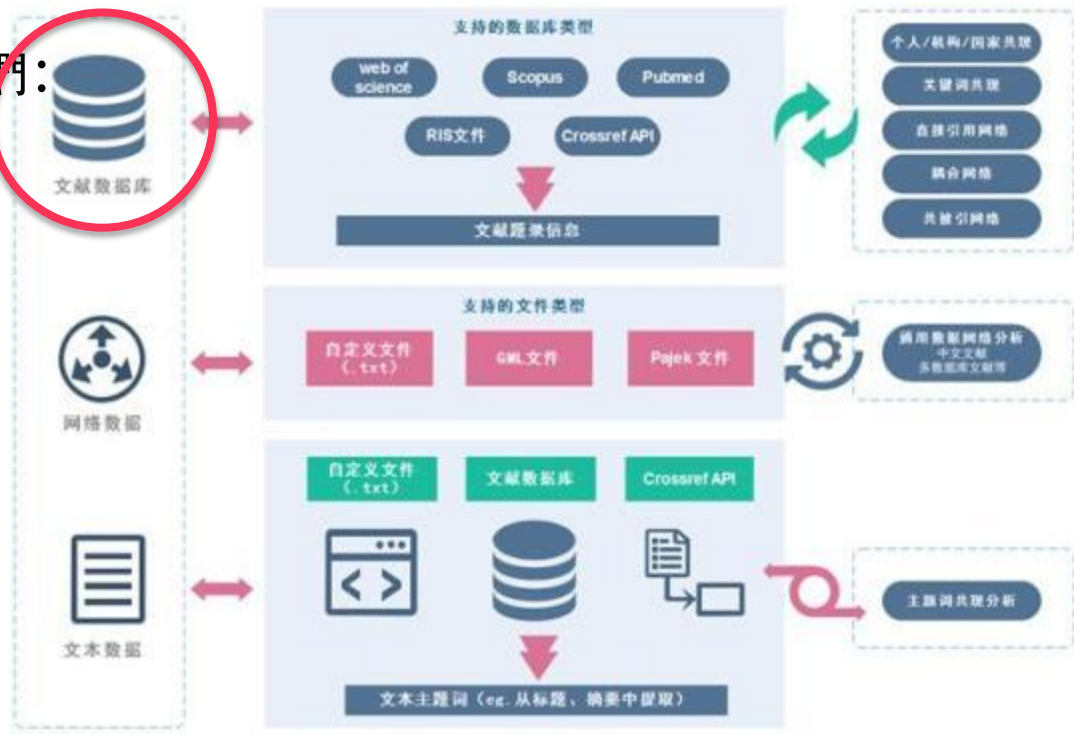 門：
文献数据库
支持的数据库类型
web of
science
Scopus
Pubmed
RIS文件
Crossref API
文献题录信息
个人/机构/国家共现
关键词共现
直接引用网络
耦合网络
共被引网络
网络数据
支持的文件类型
自定义文件
(.txt)
GML文件
Pajek 文件
通用数据网络分析
中文文献
多数据库文献等
文本数据
自定义文件
(.txt)
文献数据库
Crossref API
文本主题词（eg.从标题、摘要中提取）
主题词共现分析